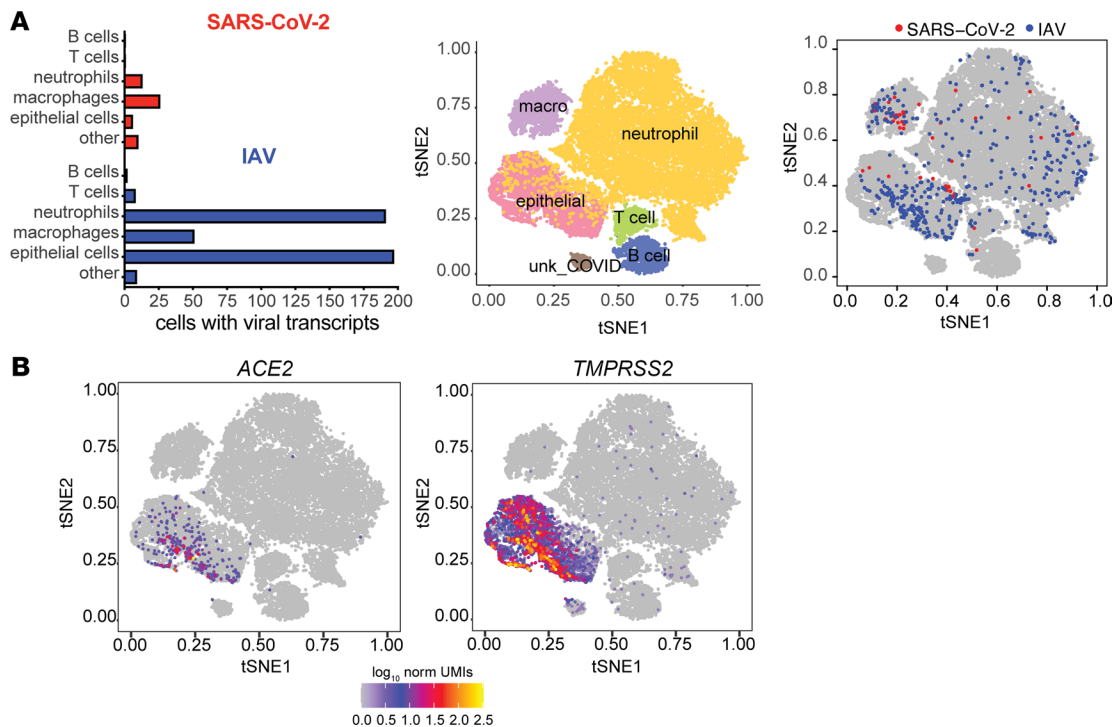 A
SARS-CoV-2
B cells
T cells
neutrophils
macrophages
epithelial cells
other
IAV
B cells
T cells
neutrophils
macrophages
epithelial cells
other
0 25 50 75 100 125 150 175 200
cells with viral transcripts
1.00
0.75
0.50
0.25
0.00
tSNE2
macro
neutrophil
epithelial
T cell
B cell
unk_COVID
0.00 0.25 0.50 0.75 1.00
tSNE1
SARS−CoV-2 IAV
1.0
0.8
0.6
0.4
0.2
0.0
tSNE2
0.0 0.2 0.4 0.6 0.8 1.0
tSNE1
B
ACE2
1.00
0.75
0.50
0.25
0.00
tSNE2
0.00 0.25 0.50 0.75 1.00
tSNE1
TMPRSS2
1.00
0.75
0.50
0.25
0.00
tSNE2
0.00 0.25 0.50 0.75 1.00
tSNE1
log₁₀ norm UMIs
0.0 0.5 1.0 1.5 2.0 2.5